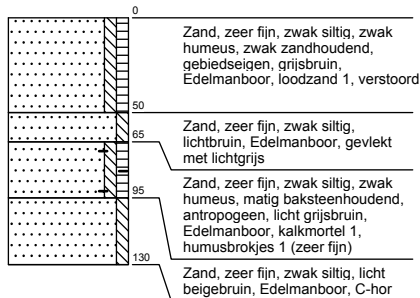 0
Zand, zeer fijn, zwak siltig, zwak
humeus, zwak zandhoudend,
gebiedseigen, grijsbruin,
Edelmanboor, loodzand 1, verstoord
50
Zand, zeer fijn, zwak siltig,
lichtbruin, Edelmanboor, gevlekt
met lichtgrijs
65
Zand, zeer fijn, zwak siltig, zwak
humeus, matig baksteenhoudend,
antropogeen, licht grijsbruin,
Edelmanboor, kalkmortel 1,
humusbrokjes 1 (zeer fijn)
95
Zand, zeer fijn, zwak siltig, licht
beigebruin, Edelmanboor, C-hor
130